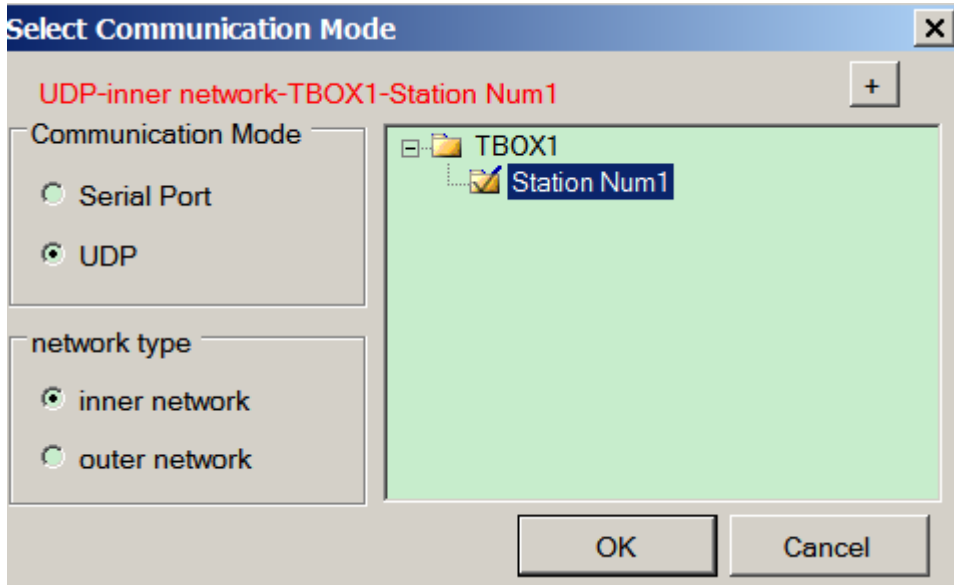 Select Communication Mode
UDP-inner network-TBOX1-Station Num1
+
Communication Mode
Serial Port
UDP
network type
inner network
outer network
TBOX1
Station Num1
OK
Cancel